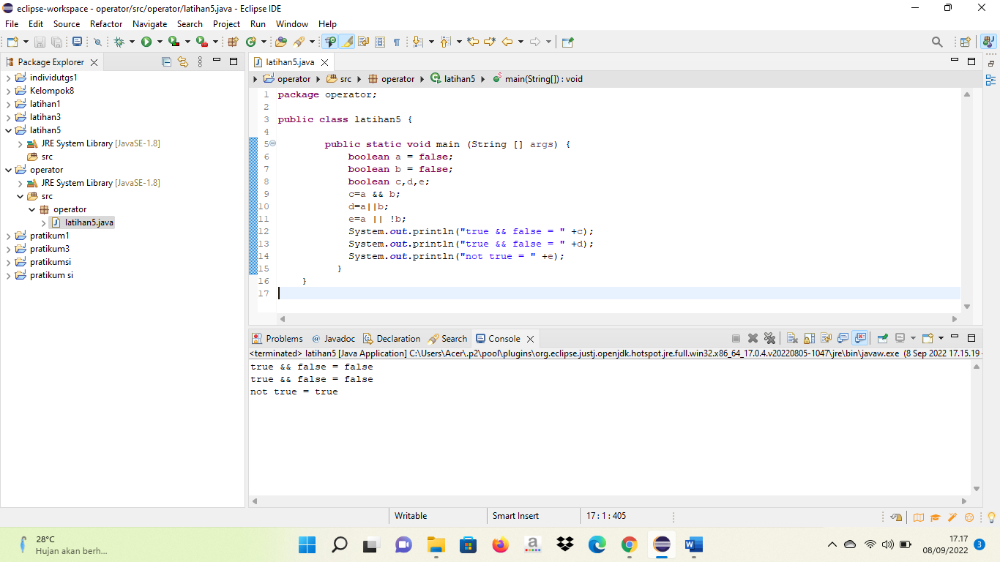 eclipse-workspace - operator/src/operator/latihan5.java - Eclipse IDE
File Edit Source Refactor Navigate Search Project Run Window Help
Package Explorer
individutgs1
Kelompok8
latihan1
latihan3
latihan5
JRE System Library [JavaSE-1.8]
src
operator
JRE System Library [JavaSE-1.8]
src
operator
latihan5.java
pratikum1
pratikum3
pratikumsi
pratikum si
latihan5.java
operator src operator latihan5 main(String[]) : void
1 package operator;
2
3 public class latihan5 {
4
5 public static void main (String [] args) {
6 boolean a = false;
7 boolean b = false;
8 boolean c,d,e;
9 c=a && b;
10 d=a||b;
11 e=a || !b;
12 System.out.println("true && false = " +c);
13 System.out.println("true && false = " +d);
14 System.out.println("not true = " +e);
15 }
16 }
17
Problems @ Javadoc Declaration Search Console
<terminated> latihan5 [Java Application] C:\Users\Acer\.p2\pool\plugins\org.eclipse.justj.openjdk.hotspot.jre.full.win32.x86_64_17.0.4.v20220805-1047\jre\bin\javaw.exe (8 Sep 2022 17.15.19 -
true && false = false
true && false = false
not true = true
Writable Smart Insert 17 : 1 : 405
28°C
Hujan akan berh...
17.17
08/09/2022
3